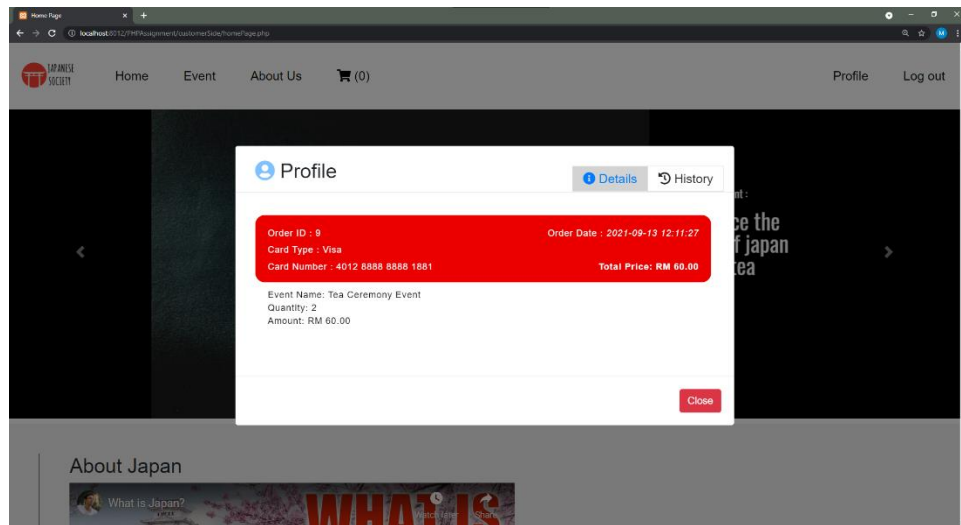 Home Page
localhost:8012/PHPAssignment/customerSide/homePage.php
M
JAPANESE
SOCIETY
Home
Event
About Us
(0)
Profile
Log out
Profile
Details
History
Order ID : 9
Order Date : 2021-09-13 12:11:27
Card Type : Visa
Card Number : 4012 8888 8888 1881
Total Price: RM 60.00
Event Name: Tea Ceremony Event
Quantity: 2
Amount: RM 60.00
Close
nt :
ce the
f japan
tea
About Japan
What is Japan?
WHAT IS
Watch later
Share